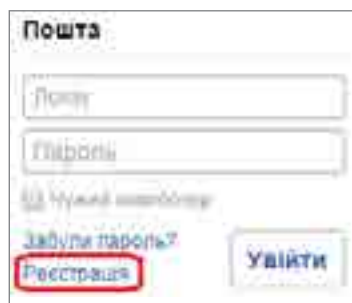 Пошта
Логін
Пароль
Чужий комп'ютер
Забули пароль?
Реєстрація
Увійти